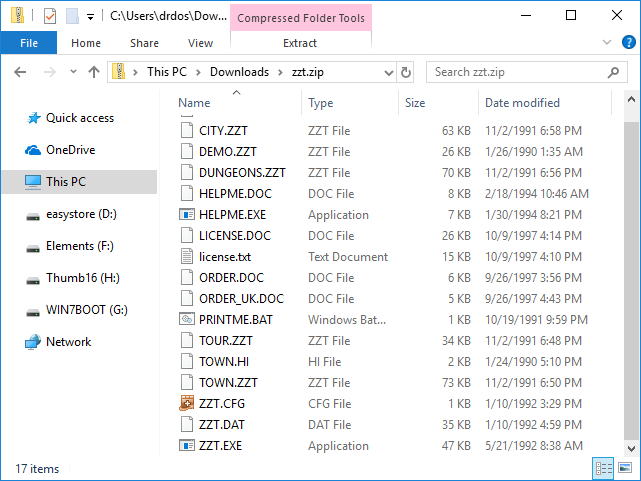 C:\Users\drdos\Dow...
Compressed Folder Tools
File
Extract
This PC > Downloads > zzt.zip
Search zzt.zip
Name Type Size Date modified
Quick access
OneDrive
This PC
easystore (D:)
Elements (F:)
Thumb16 (H:)
WIN7BOOT (G:)
Network
CITY.ZZT ZZT File 63 KB 11/2/1991 6:58 PM
DEMO.ZZT ZZT File 26 KB 1/26/1990 1:35 AM
DUNGEONS.ZZT ZZT File 70 KB 11/2/1991 6:56 PM
HELPME.DOC DOC File 8 KB 2/18/1994 10:46 AM
HELPME.EXE Application 7 KB 1/30/1994 8:21 PM
LICENSE.DOC DOC File 26 KB 10/9/1997 4:14 PM
license.txt Text Document 15 KB 10/9/1997 4:10 PM
ORDER.DOC DOC File 6 KB 9/26/1997 3:56 PM
ORDER_UK.DOC DOC File 5 KB 9/26/1997 4:43 PM
PRINTME.BAT Windows Bat... 1 KB 10/19/1991 9:59 PM
TOUR.ZZT ZZT File 34 KB 11/2/1991 6:48 PM
TOWN.HI HI File 2 KB 1/24/1990 5:10 PM
TOWN.ZZT ZZT File 73 KB 11/2/1991 6:50 PM
ZZT.CFG CFG File 1 KB 1/10/1992 3:29 PM
ZZT.DAT DAT File 35 KB 1/10/1992 4:59 PM
ZZT.EXE Application 47 KB 5/21/1992 8:38 AM
17 items